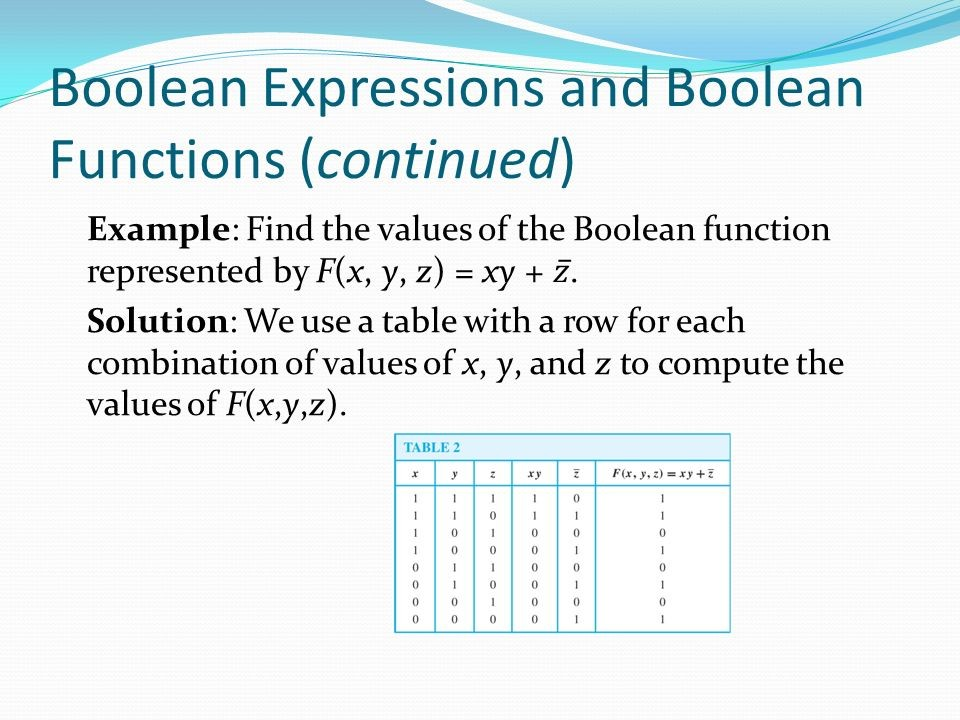 Boolean Expressions and Boolean
Functions (continued)
Example: Find the values of the Boolean function
represented by F(x, y, z) = xy + z̄.
Solution: We use a table with a row for each
combination of values of x, y, and z to compute the
values of F(x,y,z).
TABLE 2
x y z xy z̄ F(x, y, z) = xy + z̄
1 1 1 1 0 1
1 1 0 1 1 1
1 0 1 0 0 0
1 0 0 0 1 1
0 1 1 0 0 0
0 1 0 0 1 1
0 0 1 0 0 0
0 0 0 0 1 1